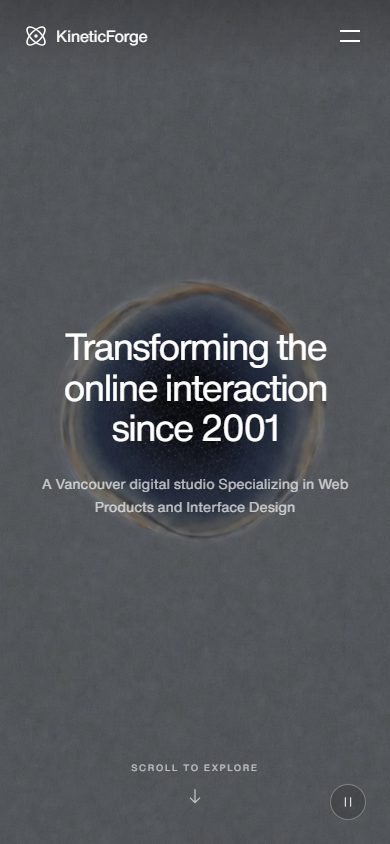 KineticForge
Transforming the
online interaction
since 2001
A Vancouver digital studio Specializing in Web
Products and Interface Design
SCROLL TO EXPLORE